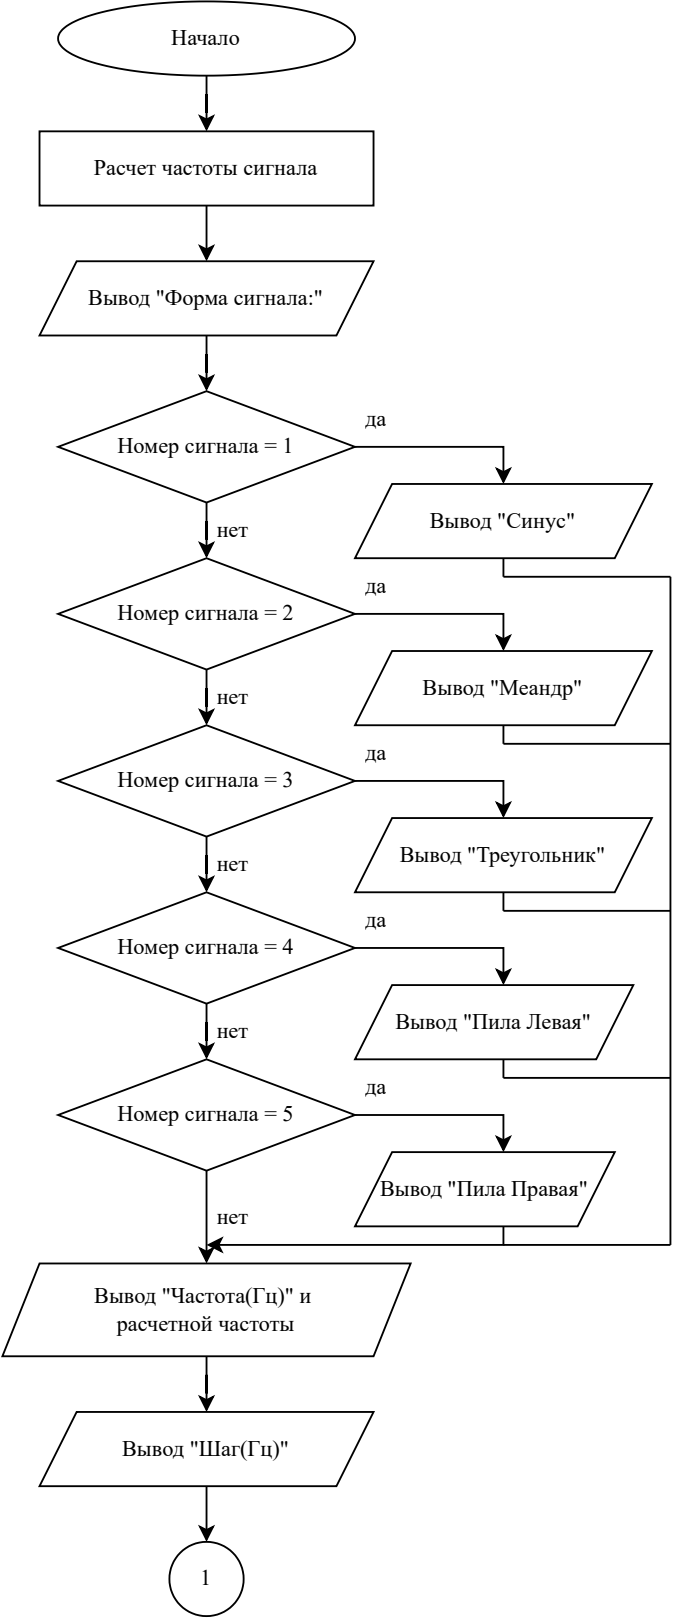 Начало
Расчет частоты сигнала
Вывод "Форма сигнала:"
Номер сигнала = 1
да
Вывод "Синус"
нет
Номер сигнала = 2
да
Вывод "Меандр"
нет
Номер сигнала = 3
да
Вывод "Треугольник"
нет
Номер сигнала = 4
да
Вывод "Пила Левая"
нет
Номер сигнала = 5
да
Вывод "Пила Правая"
нет
Вывод "Частота(Гц)" и
расчетной частоты
Вывод "Шаг(Гц)"
1